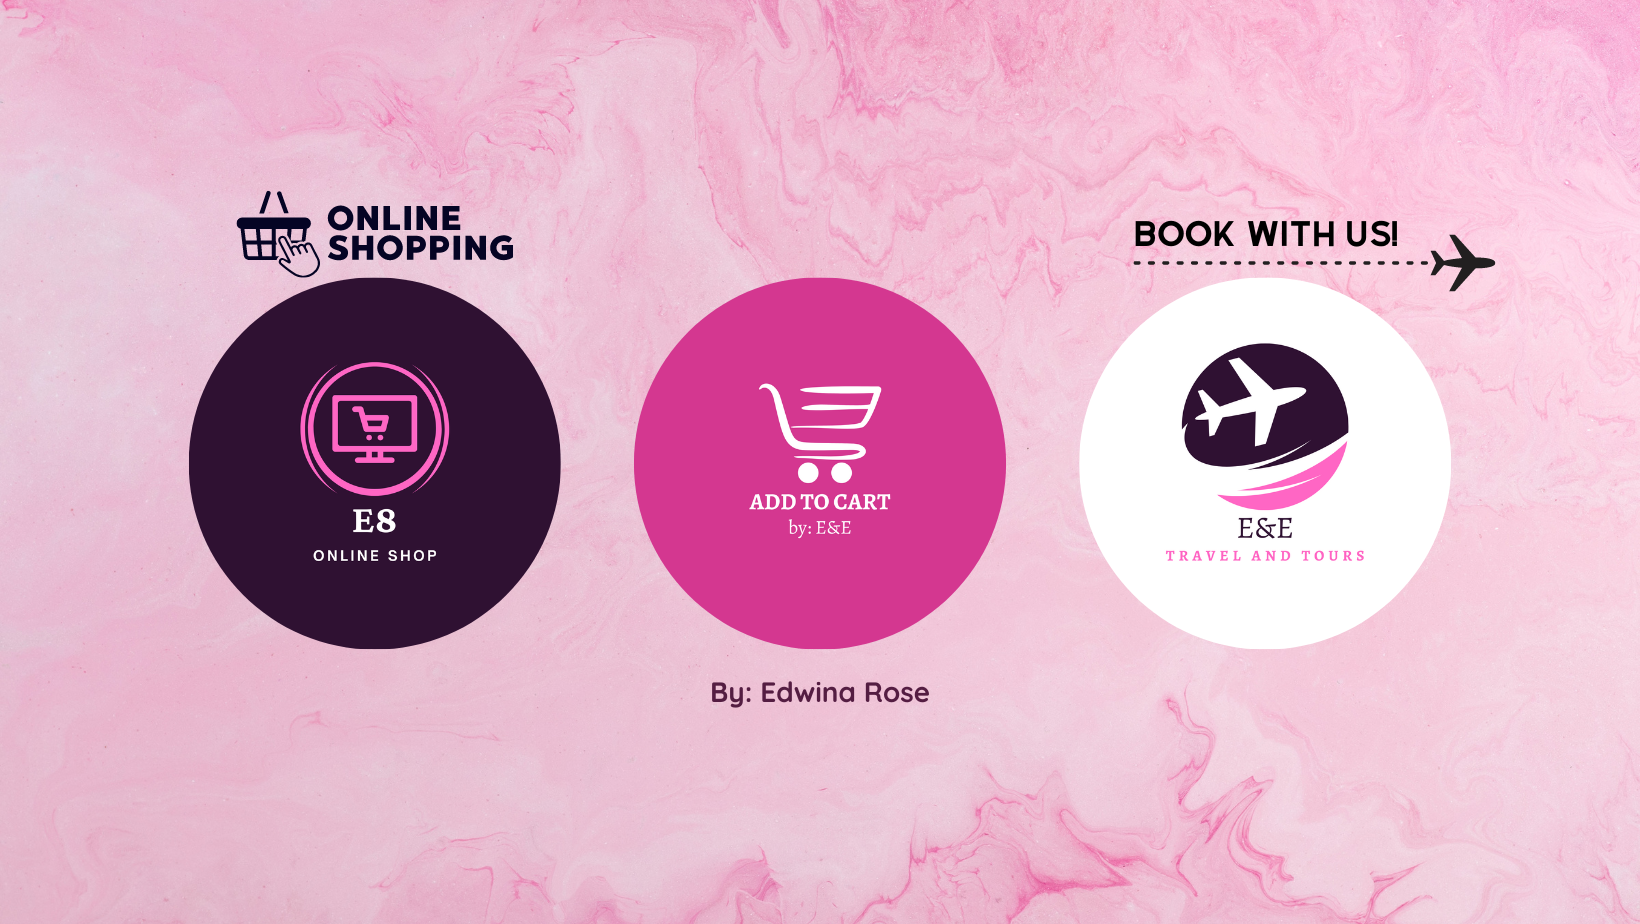 ONLINE
SHOPPING
BOOK WITH US!
E8
ONLINE SHOP
ADD TO CART
by: E&E
E&E
TRAVEL AND TOURS
By: Edwina Rose